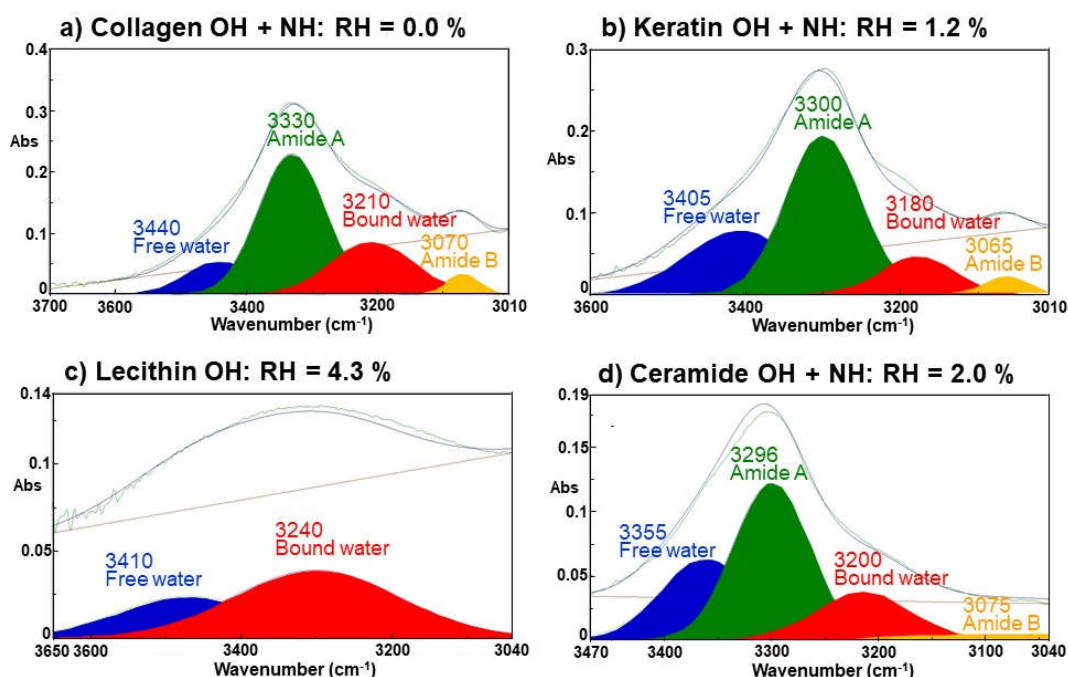 a) Collagen OH + NH: RH = 0.0 %
0.4
0.3
Abs
0.2
0.1
0
3440
Free water
3330
Amide A
3210
Bound water
3070
Amide B
3700
3400
3200
3010
Wavenumber (cm⁻¹)
b) Keratin OH + NH: RH = 1.2 %
0.3
0.2
Abs
0.1
0
3405
Free water
3300
Amide A
3180
Bound water
3065
Amide B
3600
3400
3200
3010
Wavenumber (cm⁻¹)
c) Lecithin OH: RH = 4.3 %
0.14
0.1
Abs
0.05
0
3410
Free water
3240
Bound water
3650 3600
3400
3200
3040
Wavenumber (cm⁻¹)
d) Ceramide OH + NH: RH = 2.0 %
0.19
0.15
Abs
0.1
0.05
0
3355
Free water
3296
Amide A
3200
Bound water
3075
Amide B
3470
3400
3300
3200
3100
3040
Wavenumber (cm⁻¹)